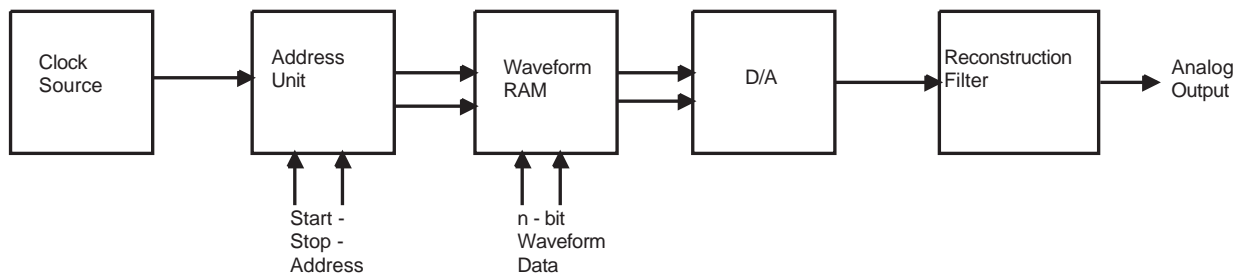 Clock
Source
Address
Unit
Waveform
RAM
D/A
Reconstruction
Filter
Analog
Output
Start -
Stop -
Address
n - bit
Waveform
Data